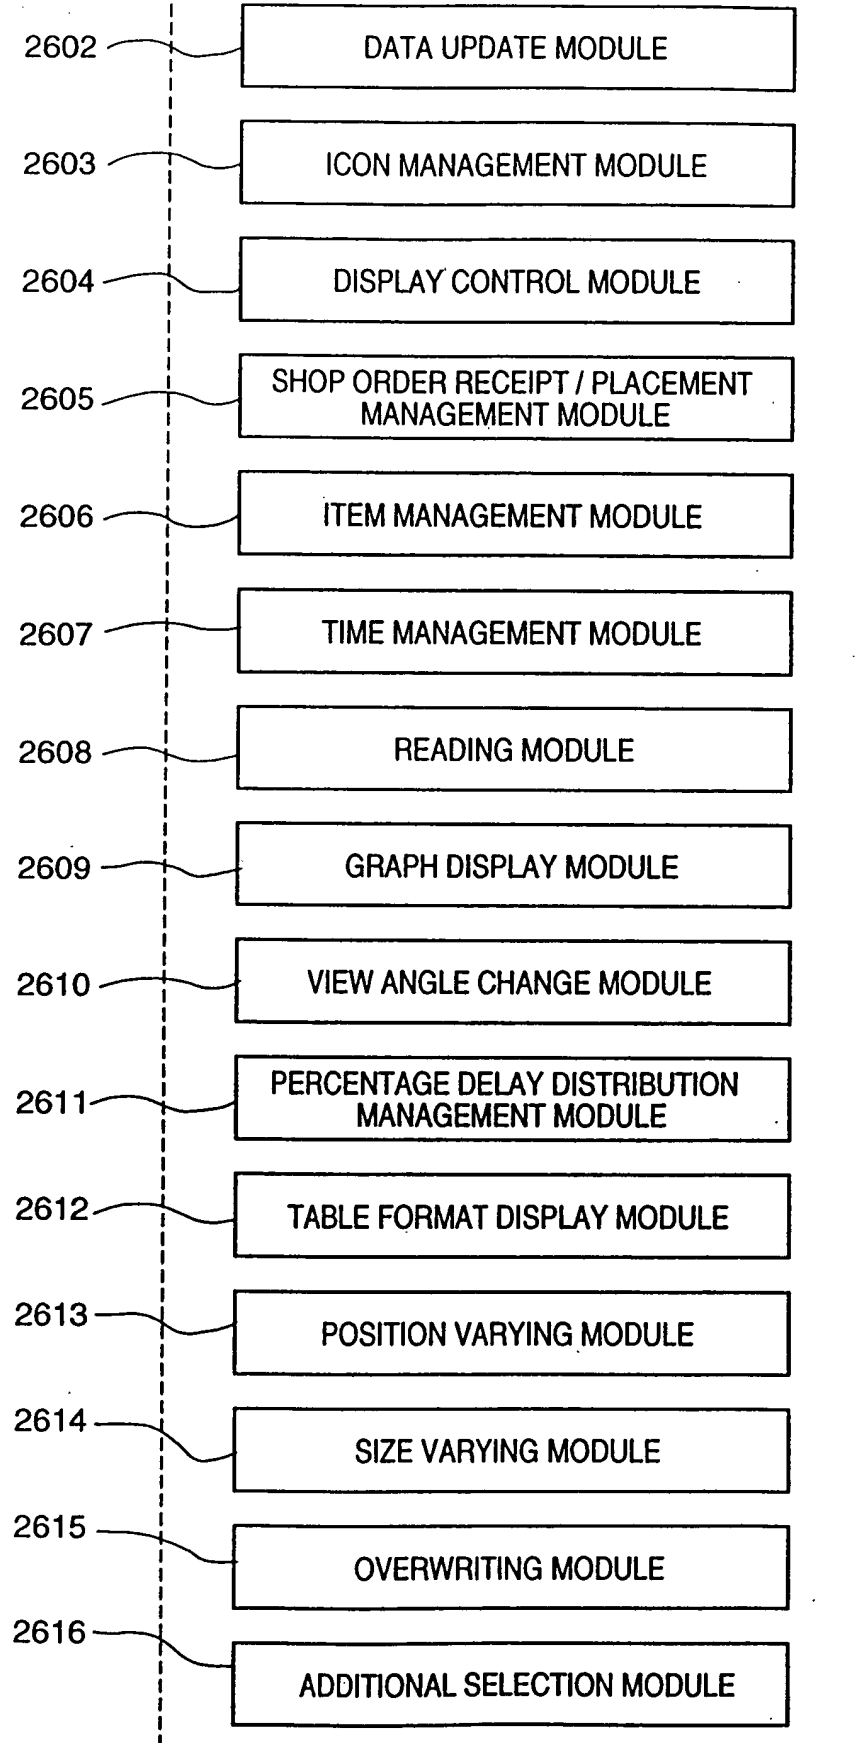 2602 DATA UPDATE MODULE
2603 ICON MANAGEMENT MODULE
2604 DISPLAY CONTROL MODULE
2605 SHOP ORDER RECEIPT / PLACEMENT
MANAGEMENT MODULE
2606 ITEM MANAGEMENT MODULE
2607 TIME MANAGEMENT MODULE
2608 READING MODULE
2609 GRAPH DISPLAY MODULE
2610 VIEW ANGLE CHANGE MODULE
2611 PERCENTAGE DELAY DISTRIBUTION
MANAGEMENT MODULE
2612 TABLE FORMAT DISPLAY MODULE
2613 POSITION VARYING MODULE
2614 SIZE VARYING MODULE
2615 OVERWRITING MODULE
2616 ADDITIONAL SELECTION MODULE